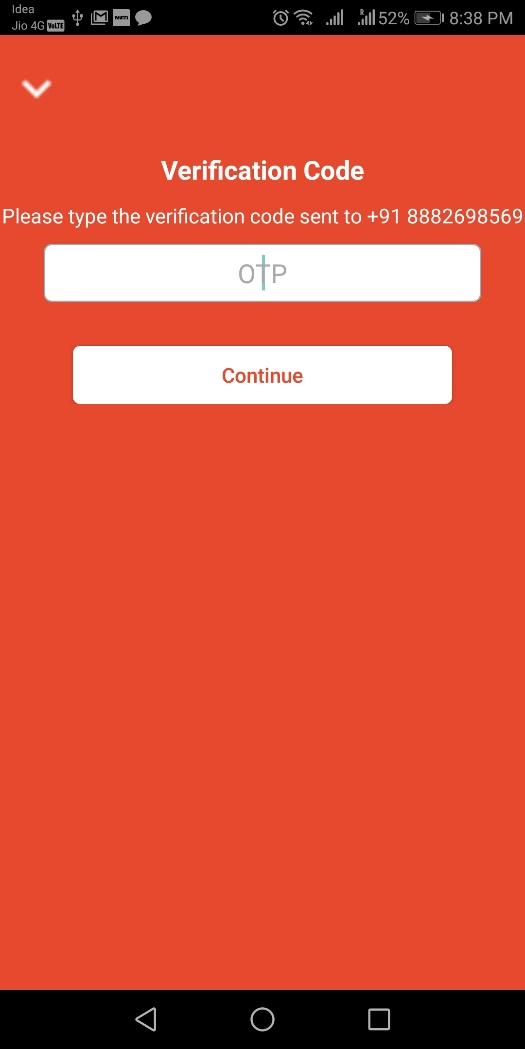 Idea
Jio 4G VoLTE
52% 8:38 PM
Verification Code
Please type the verification code sent to +91 8882698569
OTP
Continue